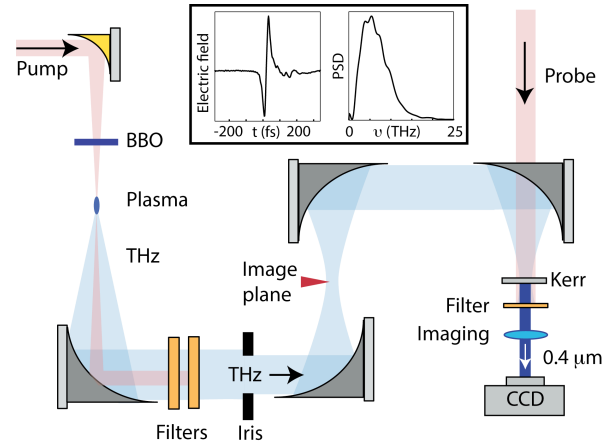 Pump
BBO
Plasma
THz
Filters
Iris
THz
Image
plane
Electric field
-200
t (fs)
200
PSD
0
υ (THz)
25
Probe
Kerr
Filter
Imaging
0.4 µm
CCD